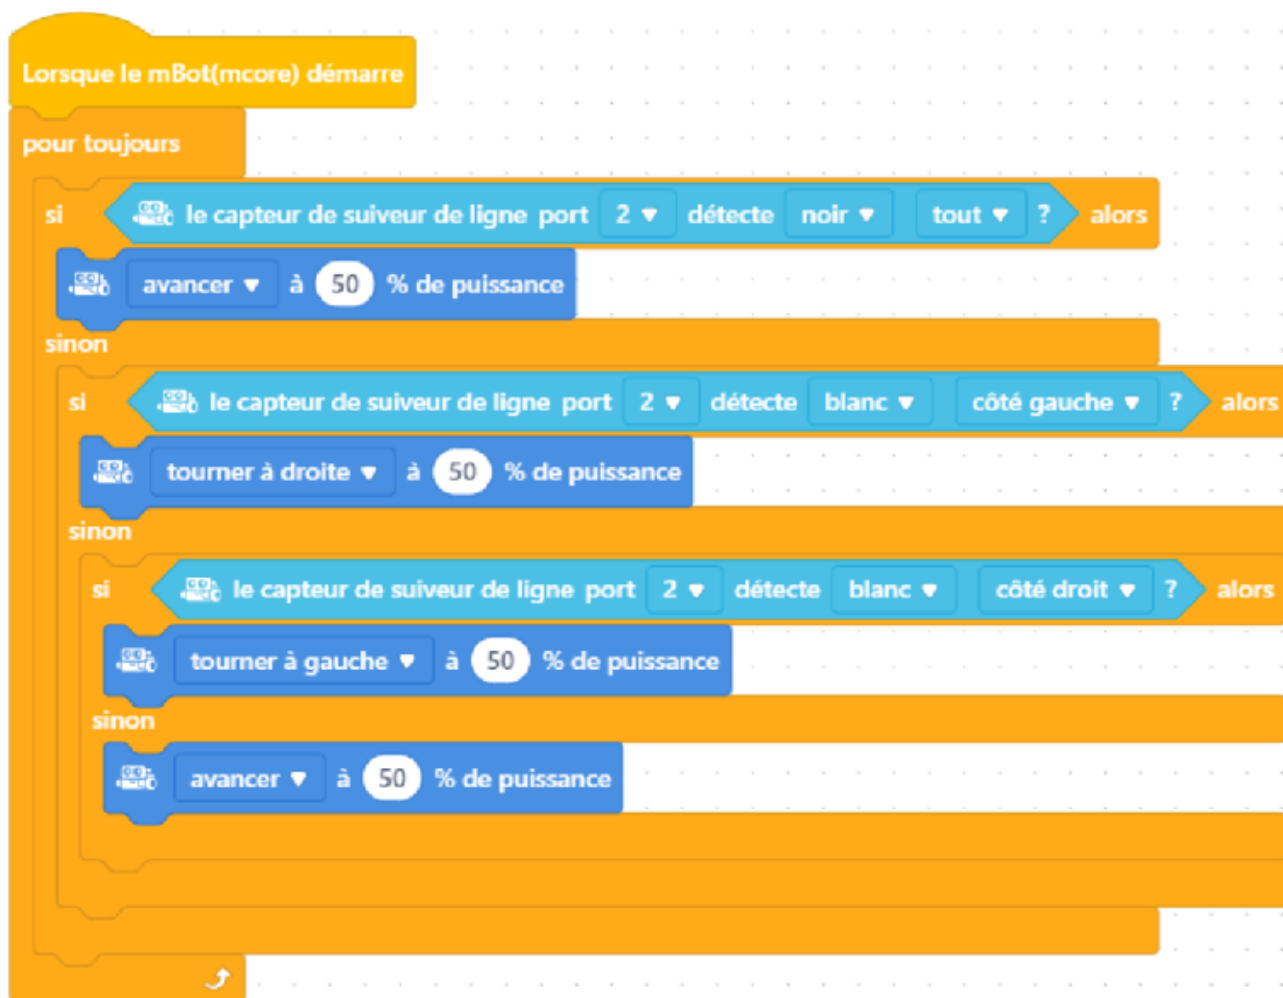 Lorsque le mBot(mcore) démarre
pour toujours
si le capteur de suiveur de ligne port 2 détecte noir tout ? alors
avancer à 50 % de puissance
sinon
si le capteur de suiveur de ligne port 2 détecte blanc côté gauche ? alors
tourner à droite à 50 % de puissance
sinon
si le capteur de suiveur de ligne port 2 détecte blanc côté droit ? alors
tourner à gauche à 50 % de puissance
sinon
avancer à 50 % de puissance